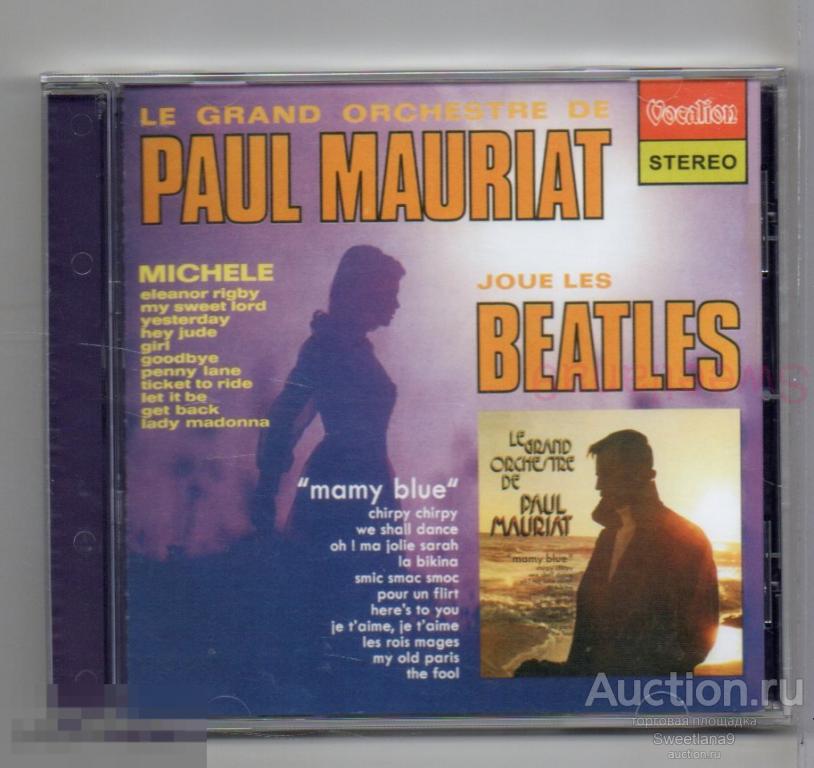 LE GRAND ORCHESTRE DE
PAUL MAURIAT
Vocalion
STEREO
MICHELE
eleanor rigby
my sweet lord
yesterday
hey jude
girl
goodbye
penny lane
ticket to ride
let it be
get back
lady madonna
JOUE LES
BEATLES
"mamy blue"
chirpy chirpy
we shall dance
oh ! ma jolie sarah
la bikina
smic smac smoc
pour un flirt
here's to you
je t'aime, je t'aime
les rois mages
my old paris
the fool
LE
GRAND
ORCHESTRE
DE
PAUL
MAURIAT
"mamy blue"
Auction.ru
торговая площадка
Sweetlana9
auction.ru